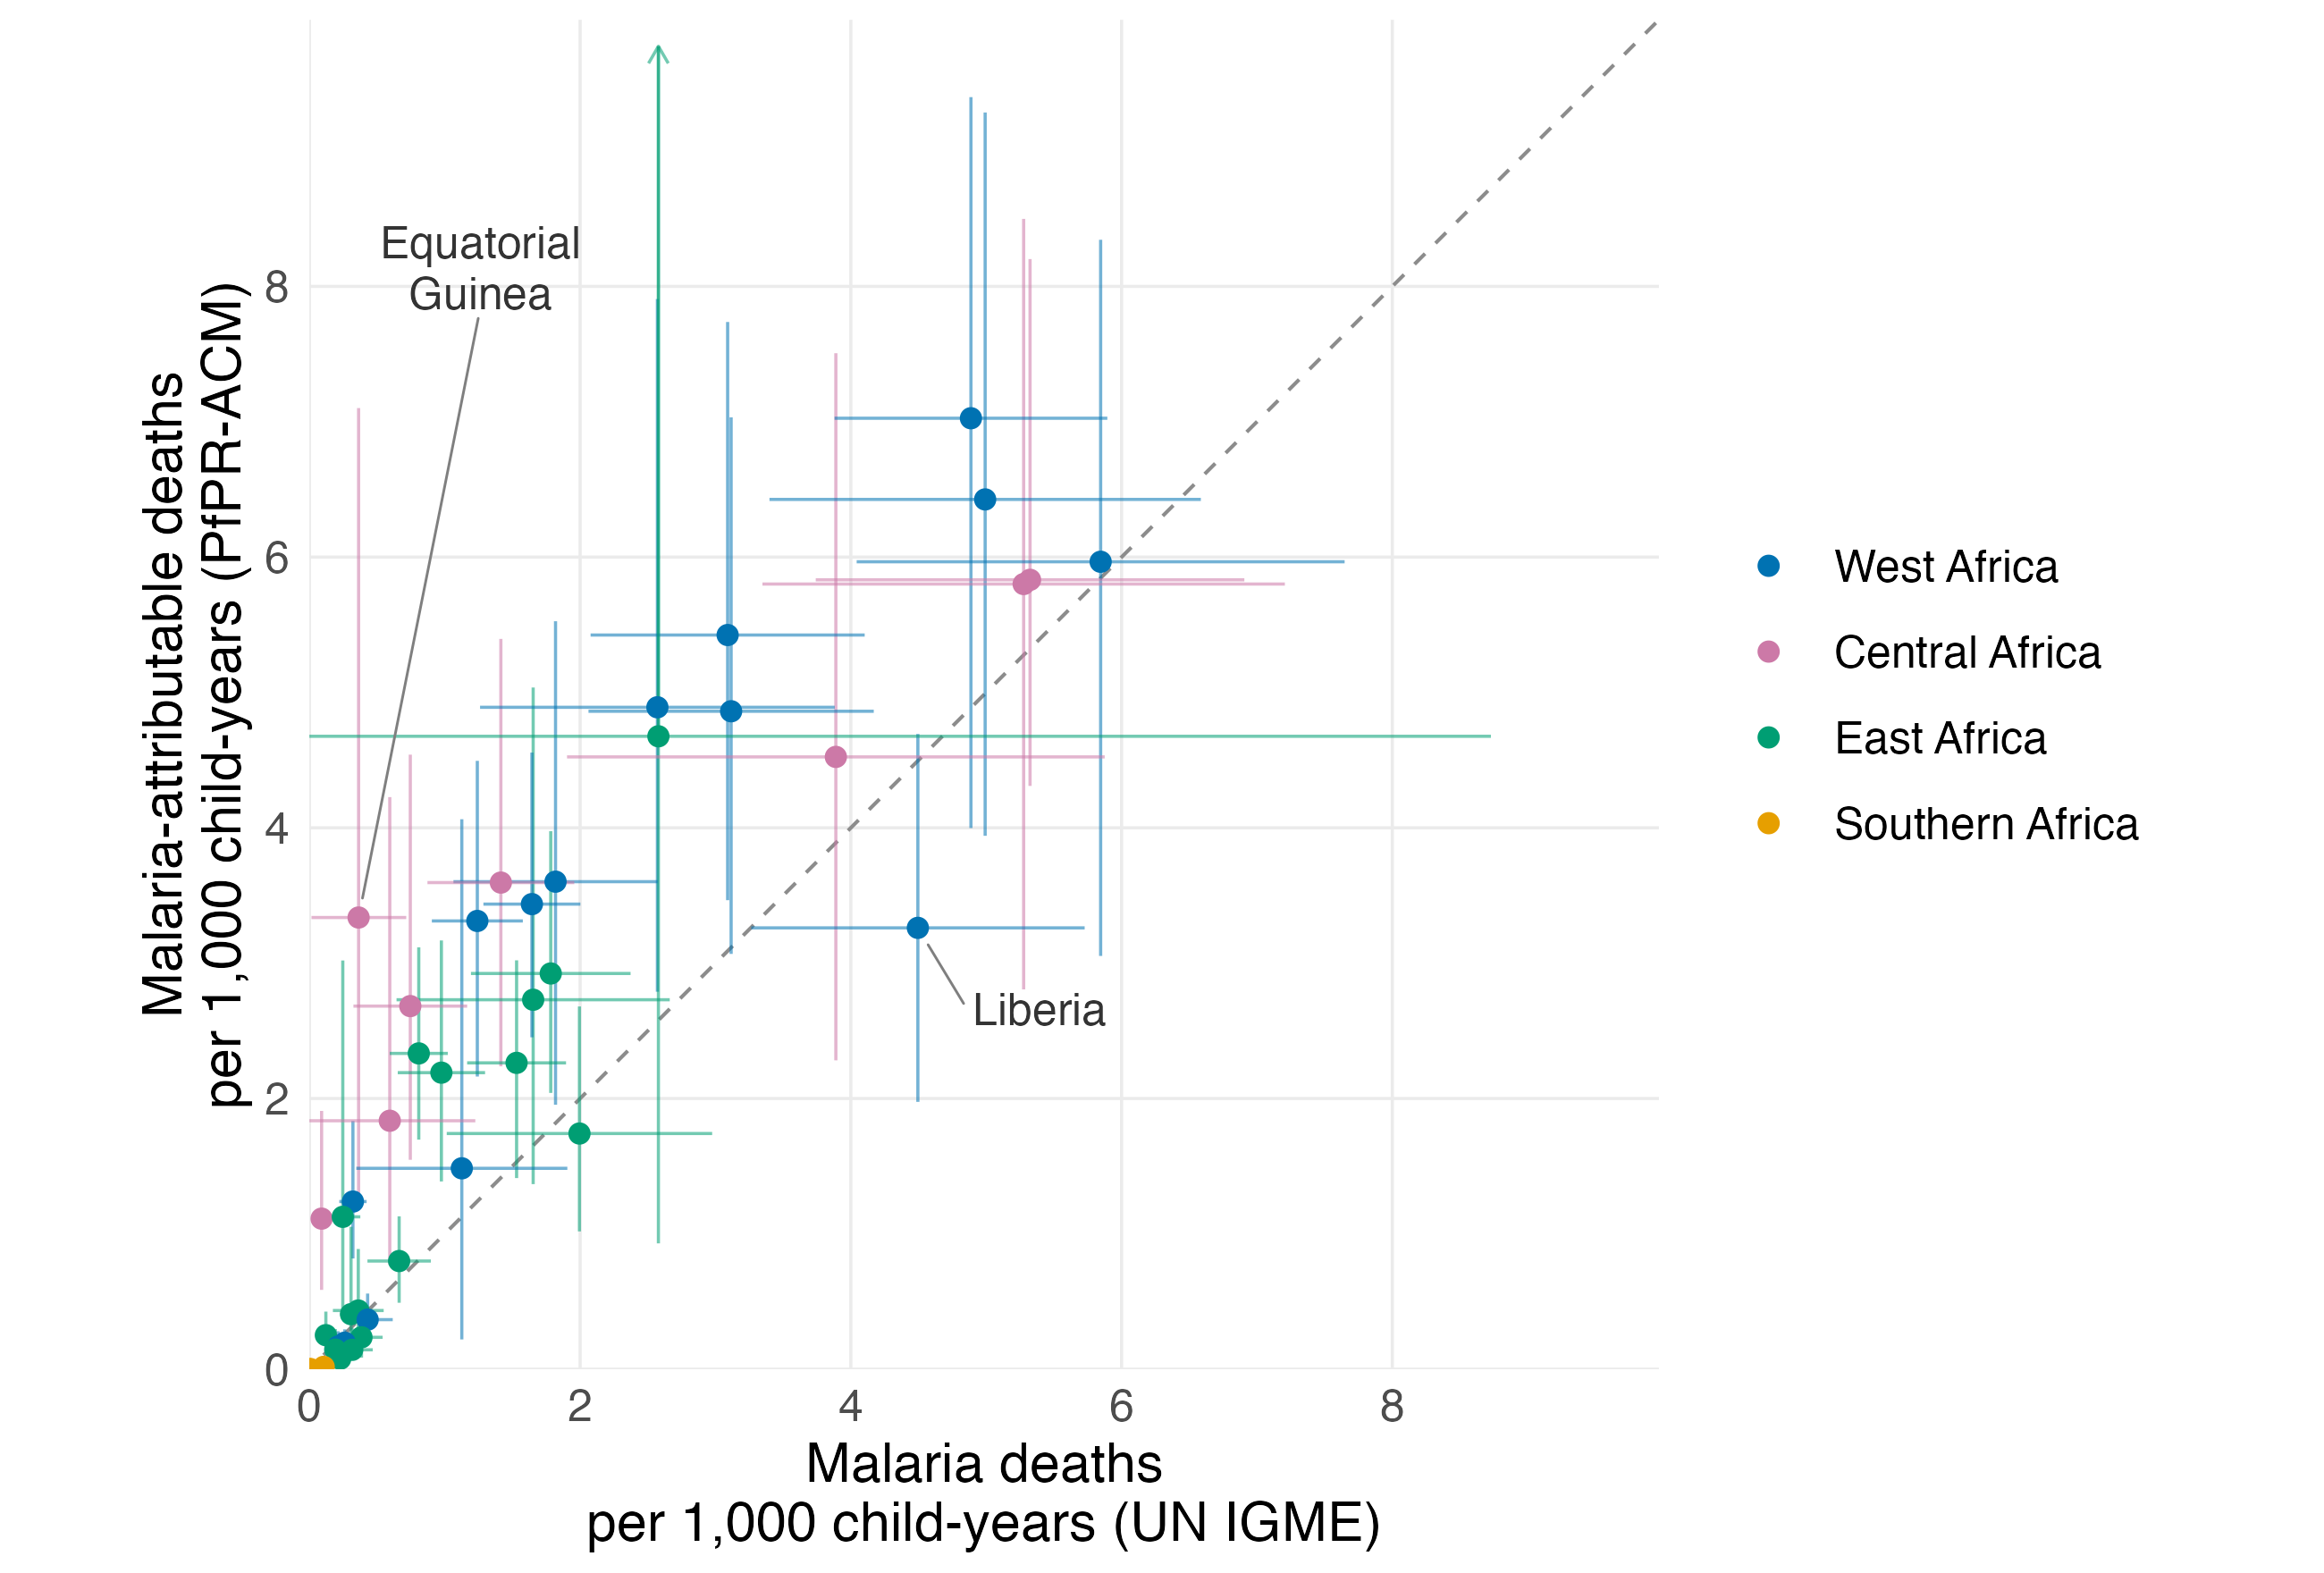 Equatorial
Guinea
Liberia
Malaria-attributable deaths
per 1,000 child-years (PfPR-ACM)
8
6
4
2
0
0 2 4 6 8
Malaria deaths
per 1,000 child-years (UN IGME)
West Africa
Central Africa
East Africa
Southern Africa